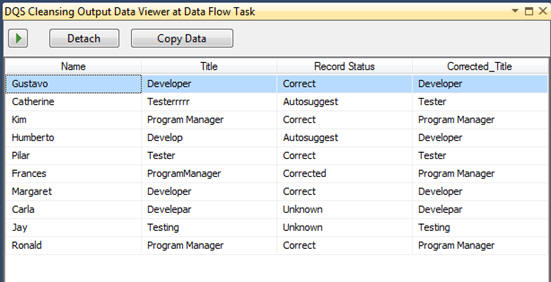 DQS Cleansing Output Data Viewer at Data Flow Task
Detach Copy Data
Name Title Record Status Corrected_Title
Gustavo Developer Correct Developer
Catherine Testerrrrr Autosuggest Tester
Kim Program Manager Correct Program Manager
Humberto Develop Autosuggest Developer
Pilar Tester Correct Tester
Frances ProgramManager Corrected Program Manager
Margaret Developer Correct Developer
Carla Develepar Unknown Develepar
Jay Testing Unknown Testing
Ronald Program Manager Correct Program Manager